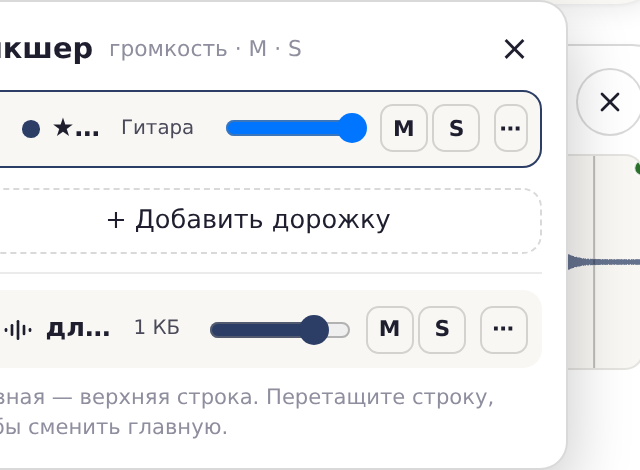 кшер громкость · M · S
★... Гитара M S ...
+ Добавить дорожку
дл... 1 КБ M S ...
вная — верхняя строка. Перетащите строку,
бы сменить главную.